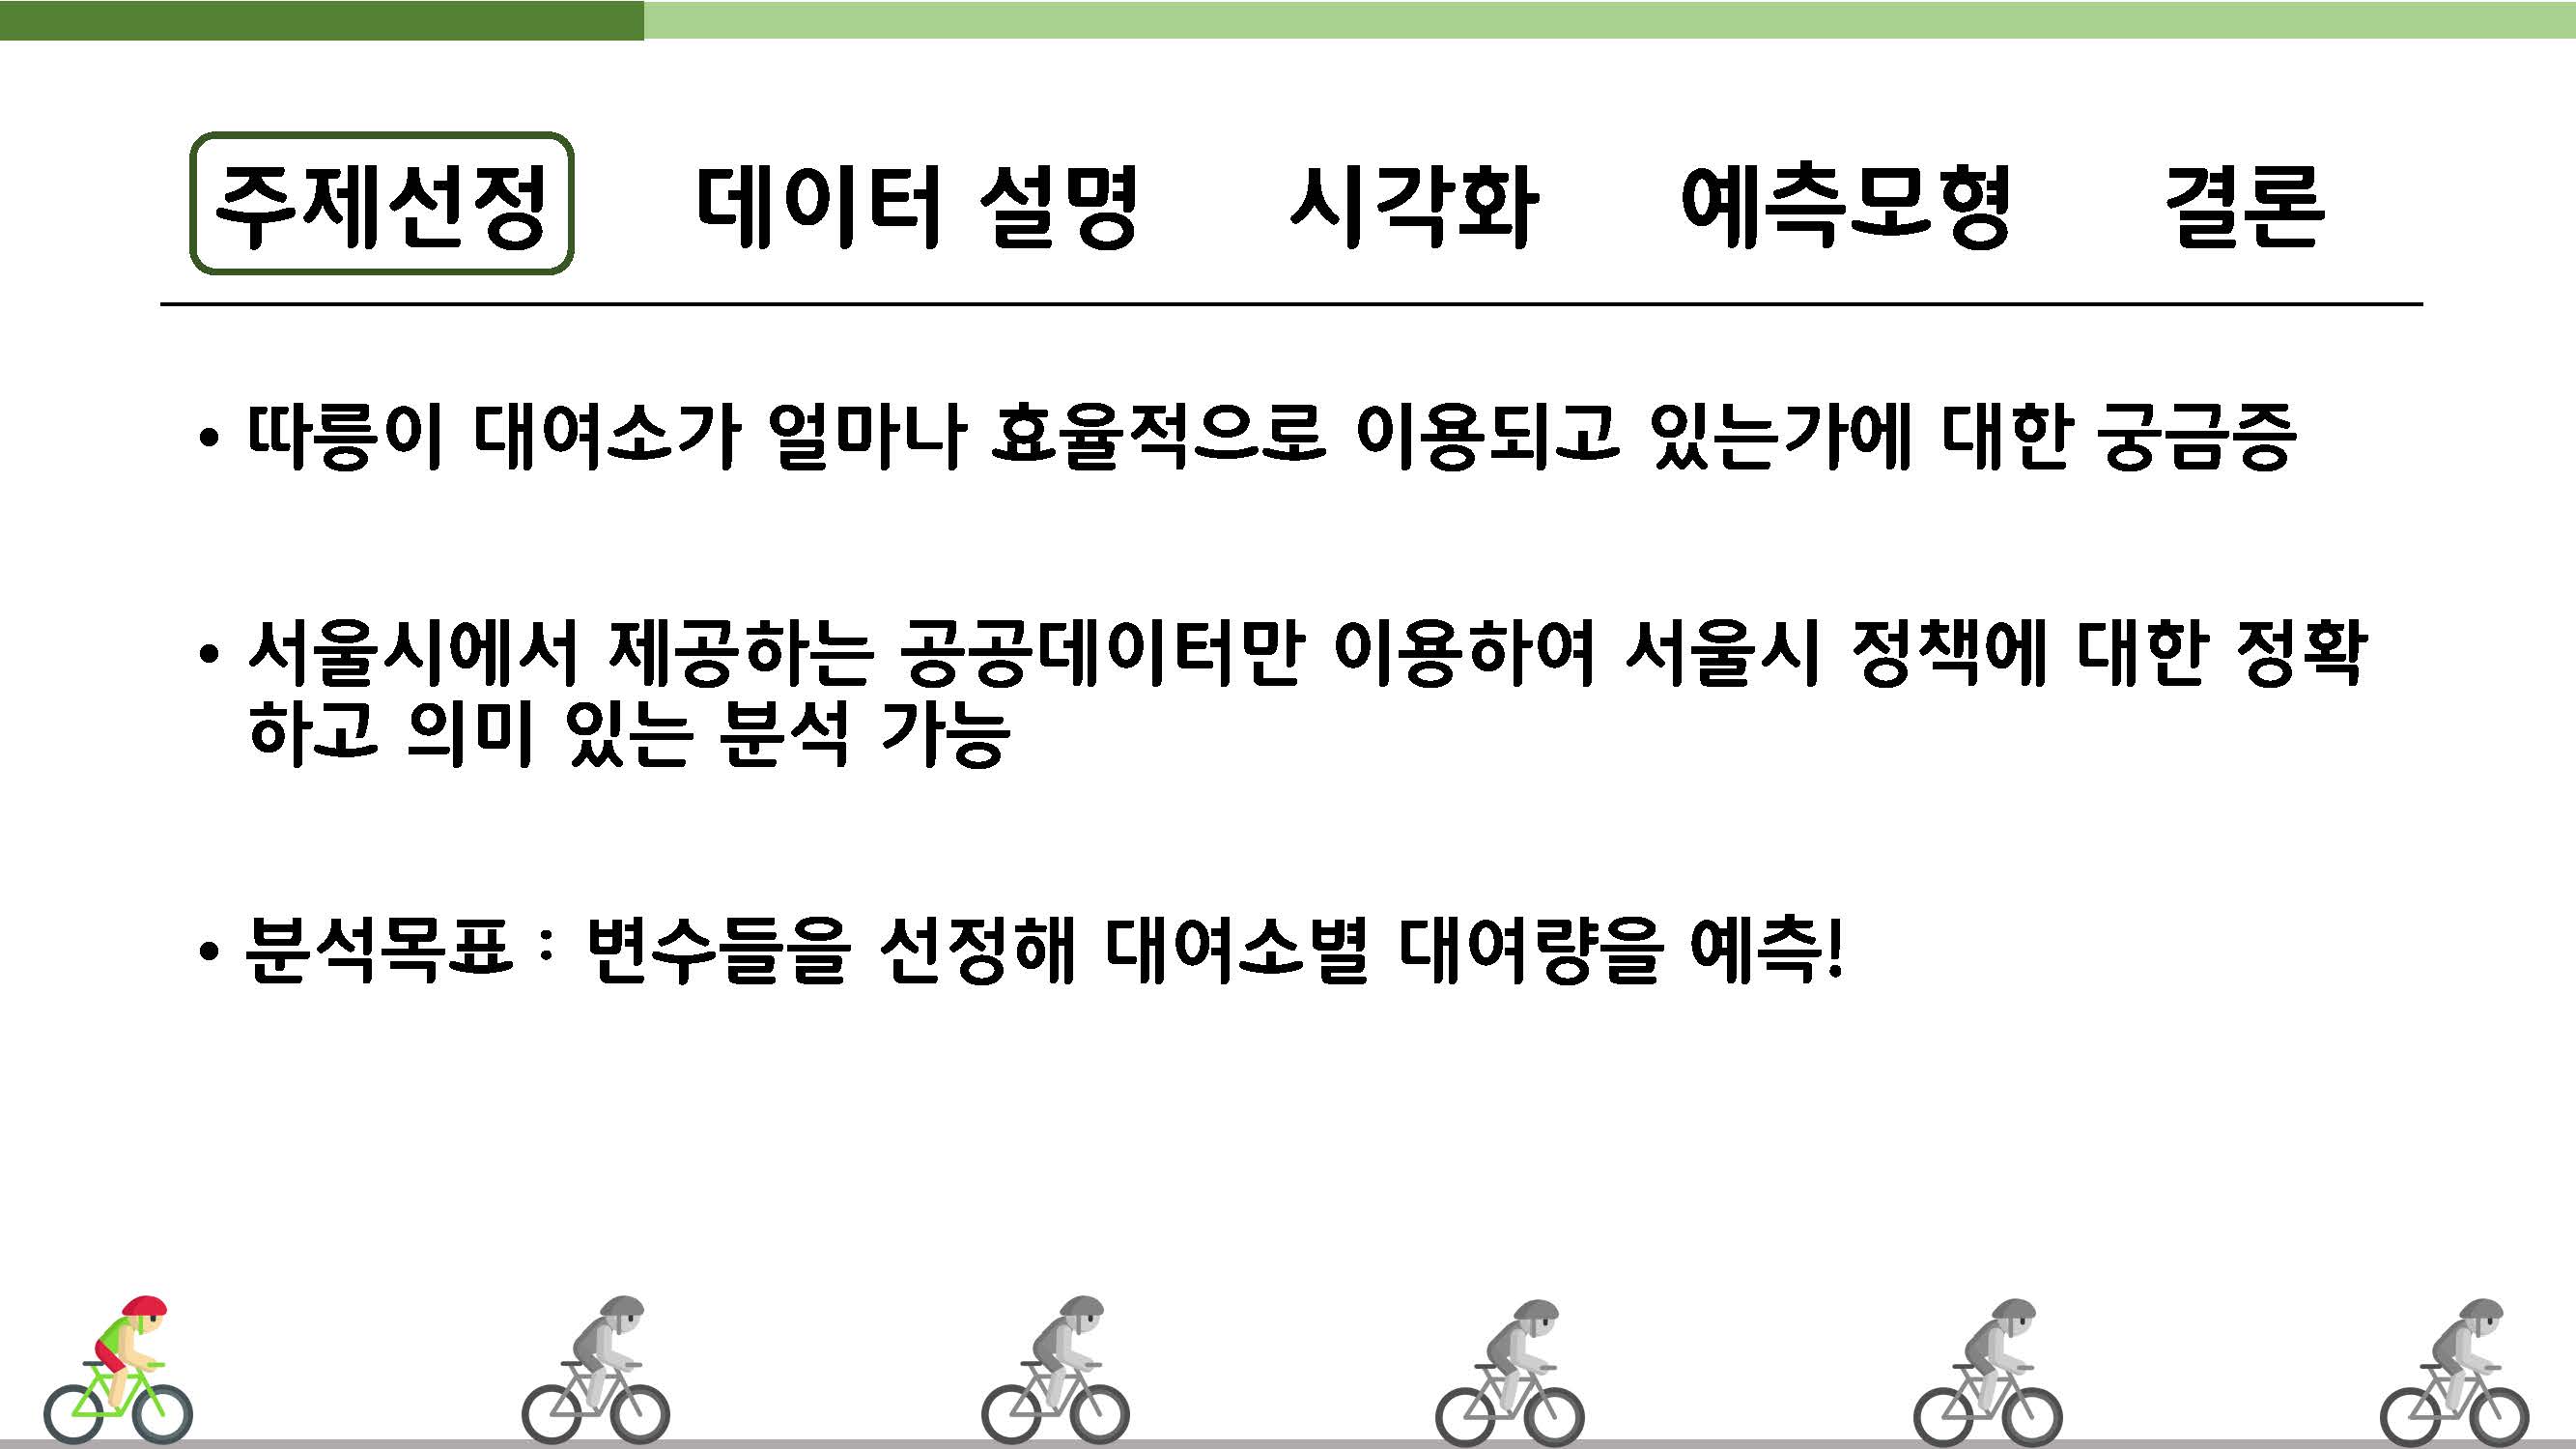 주제선정 데이터 설명 시각화 예측모형 결론
• 따릉이 대여소가 얼마나 효율적으로 이용되고 있는가에 대한 궁금증
• 서울시에서 제공하는 공공데이터만 이용하여 서울시 정책에 대한 정확
하고 의미 있는 분석 가능
• 분석목표 : 변수들을 선정해 대여소별 대여량을 예측!